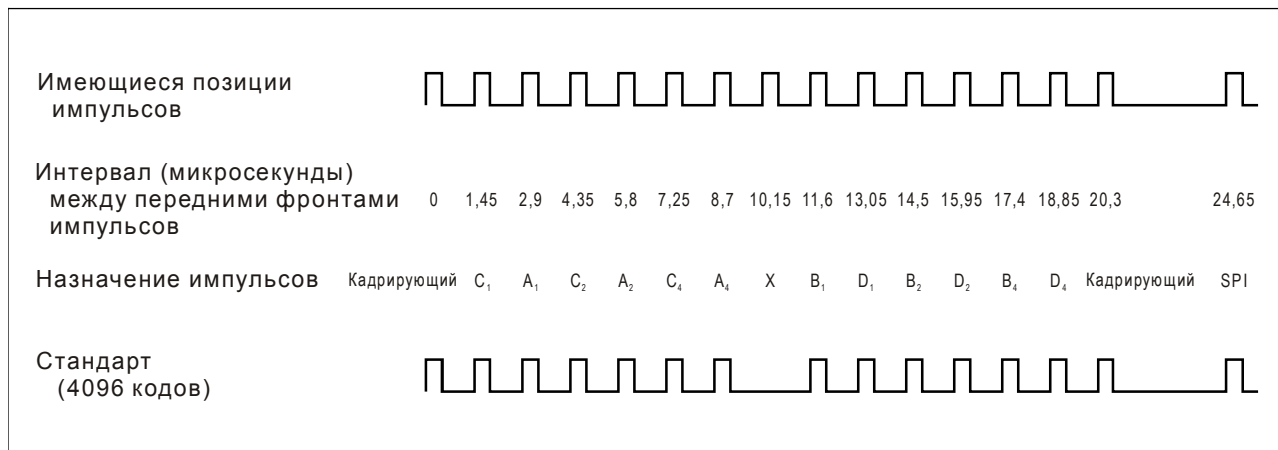 Имеющиеся позиции
импульсов
Интервал (микросекунды)
между передними фронтами
импульсов
0 1,45 2,9 4,35 5,8 7,25 8,7 10,15 11,6 13,05 14,5 15,95 17,4 18,85 20,3 24,65
Назначение импульсов Кадрирующий C₁ A₁ C₂ A₂ C₄ A₄ X B₁ D₁ B₂ D₂ B₄ D₄ Кадрирующий SPI
Стандарт
(4096 кодов)